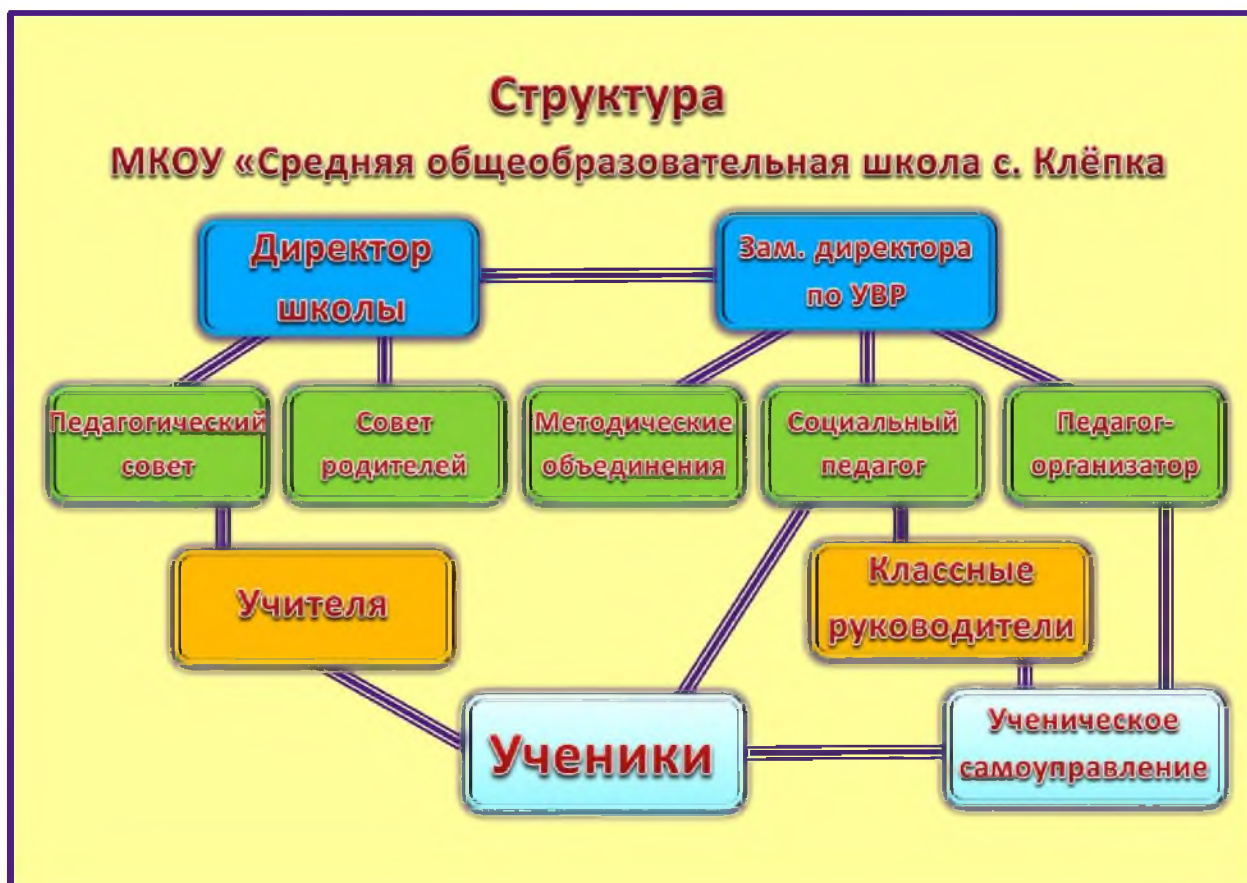 Структура
МКОУ «Средняя общеобразовательная школа с. Клёпка
Директор
школы
Зам. директора
по УВР
Педагогический
совет
Совет
родителей
Методические
объединения
Социальный
педагог
Педагог-
организатор
Учителя
Классные
руководители
Ученики
Ученическое
самоуправление